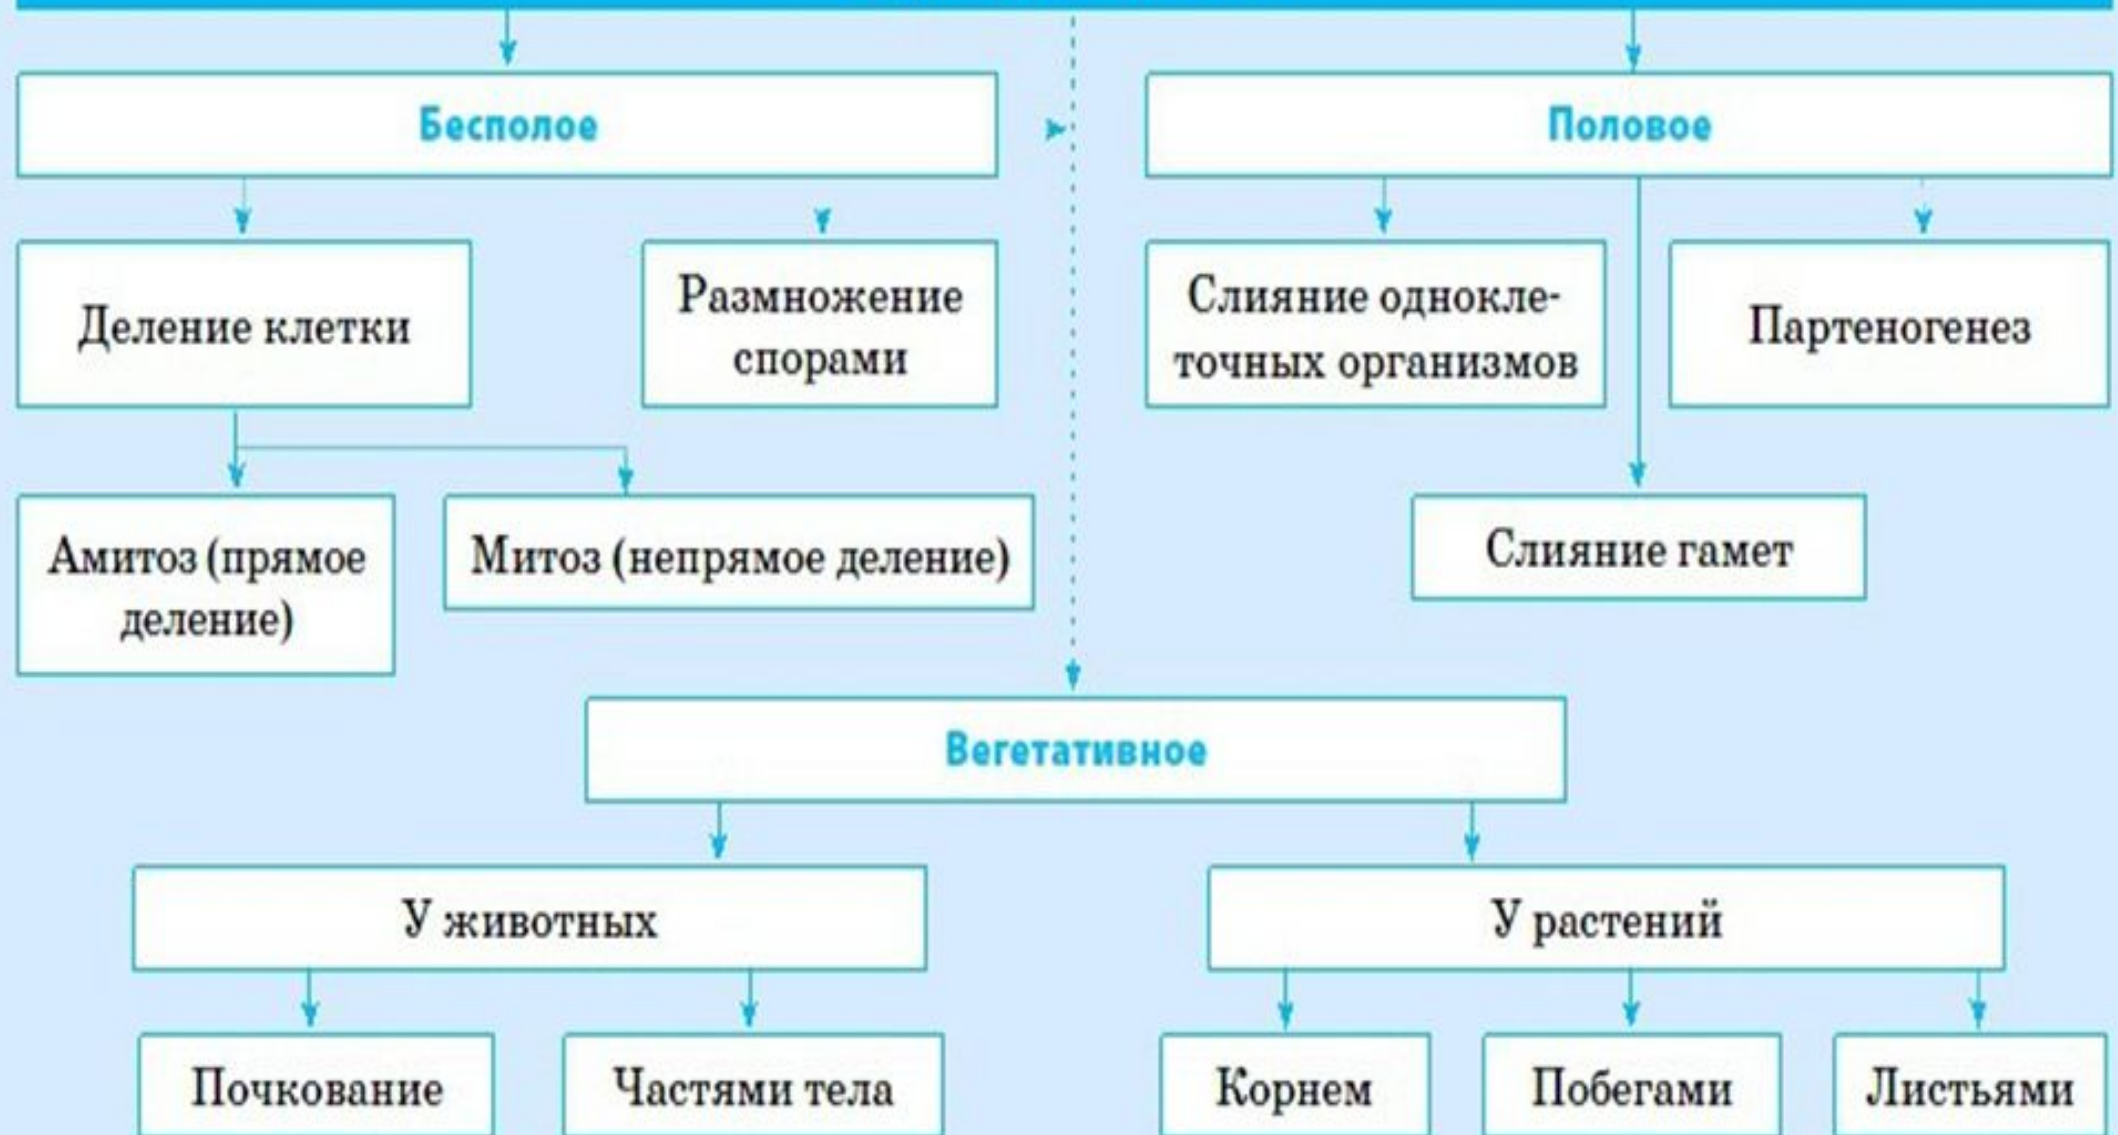 Бесполое
Половое
Деление клетки
Размножение
спорами
Слияние однокле-
точных организмов
Партеногенез
Амитоз (прямое
деление)
Митоз (непрямое деление)
Слияние гамет
Вегетативное
У животных
У растений
Почкование
Частями тела
Корнем
Побегами
Листьями